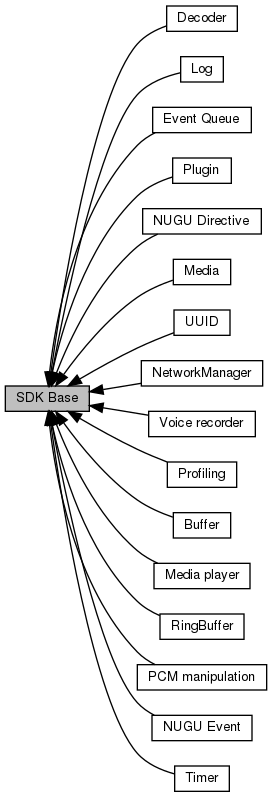 Decoder
Log
Event Queue
Plugin
NUGU Directive
Media
UUID
NetworkManager
SDK Base
Voice recorder
Profiling
Buffer
Media player
RingBuffer
PCM manipulation
NUGU Event
Timer